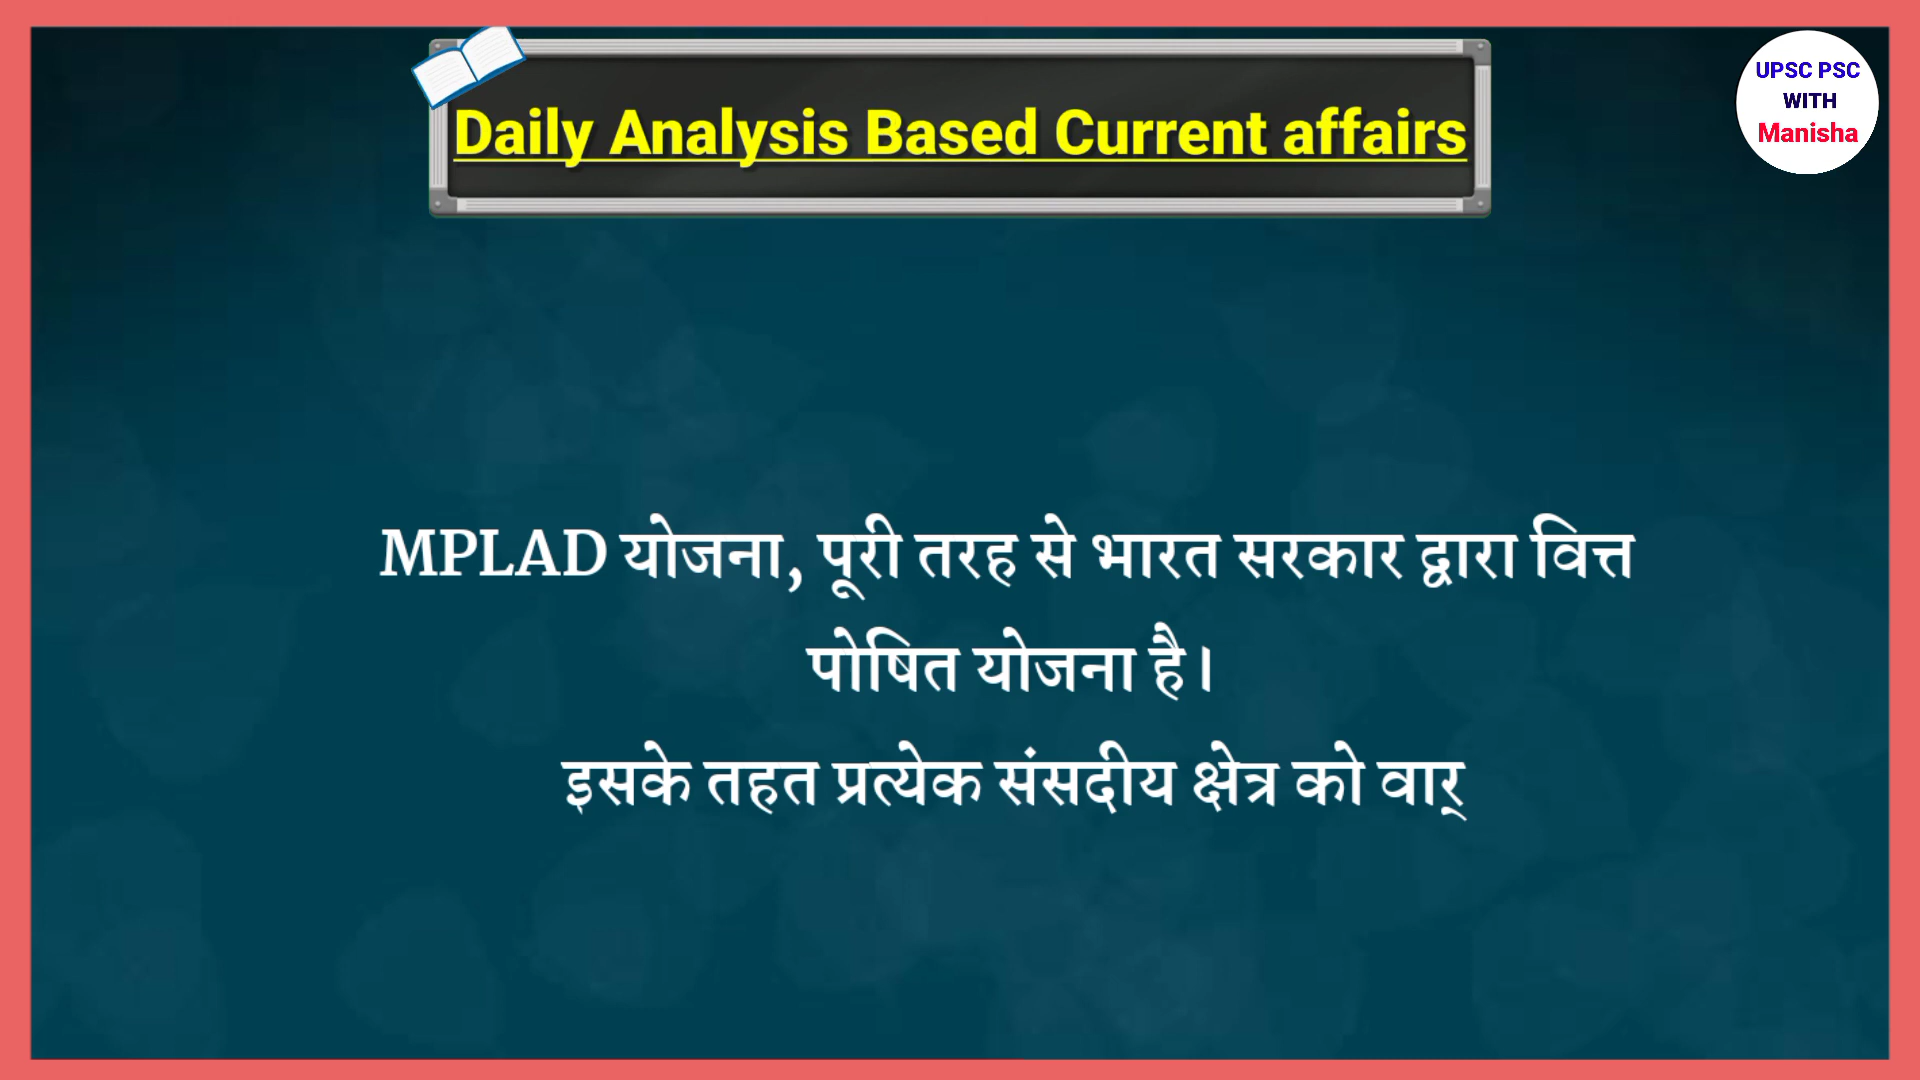 Daily Analysis Based Current affairs
UPSC PSC
WITH
Manisha
MPLAD योजना, पूरी तरह से भारत सरकार द्वारा वित्त
पोषित योजना है।
इसके तहत प्रत्येक संसदीय क्षेत्र को वार्